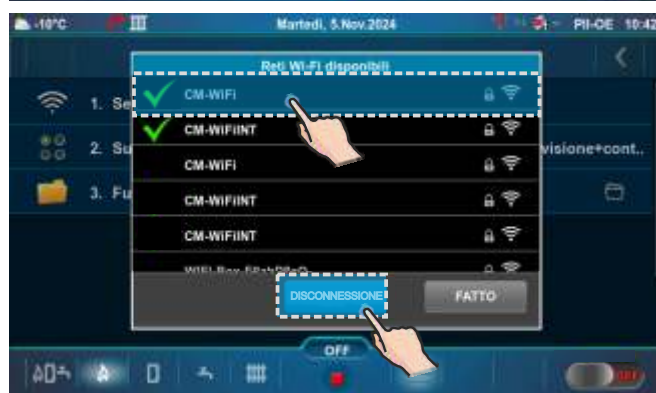 -10°C Martedì, 5.Nov.2024 PII-OE 10:42
Reti Wi-Fi disponibili
1. Se
CM-WiFi
CM-WiFiINT
2. Su
visione+cont..
CM-WiFi
3. Fu
CM-WiFiINT
CM-WiFiINT
DISCONNESSIONE
FATTO
OFF
OFF